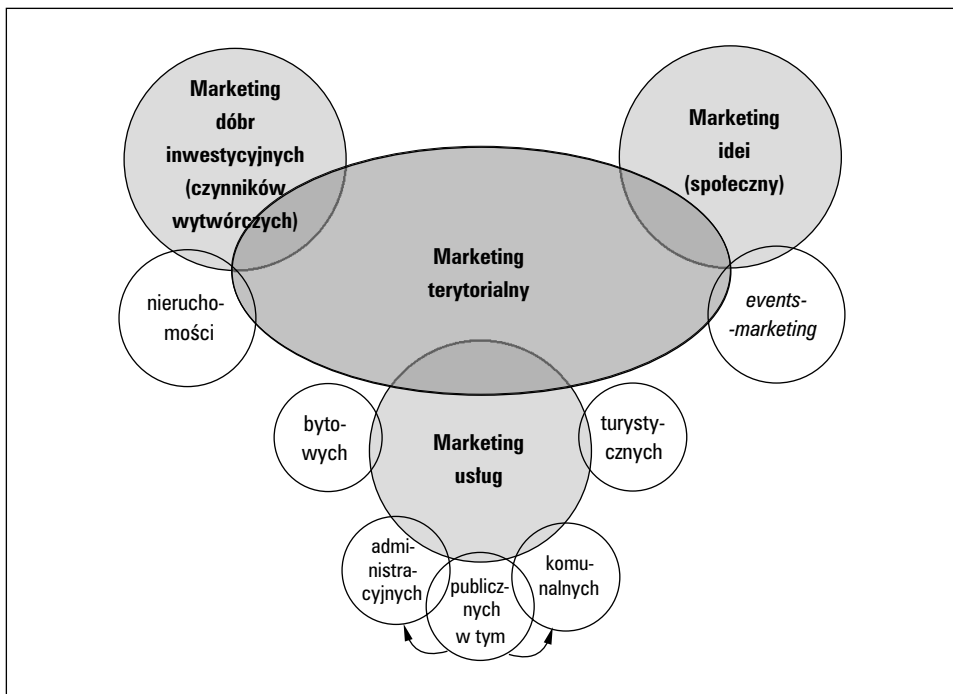 Marketing
dóbr
inwestycyjnych
(czynników
wytwórczych)
Marketing
idei
(społeczny)
Marketing
terytorialny
nierucho-
mości
events-
-marketing
byto-
wych
Marketing
usług
turysty-
cznych
admi-
nistra-
cyjnych
publicz-
nych
w tym
komu-
nalnych